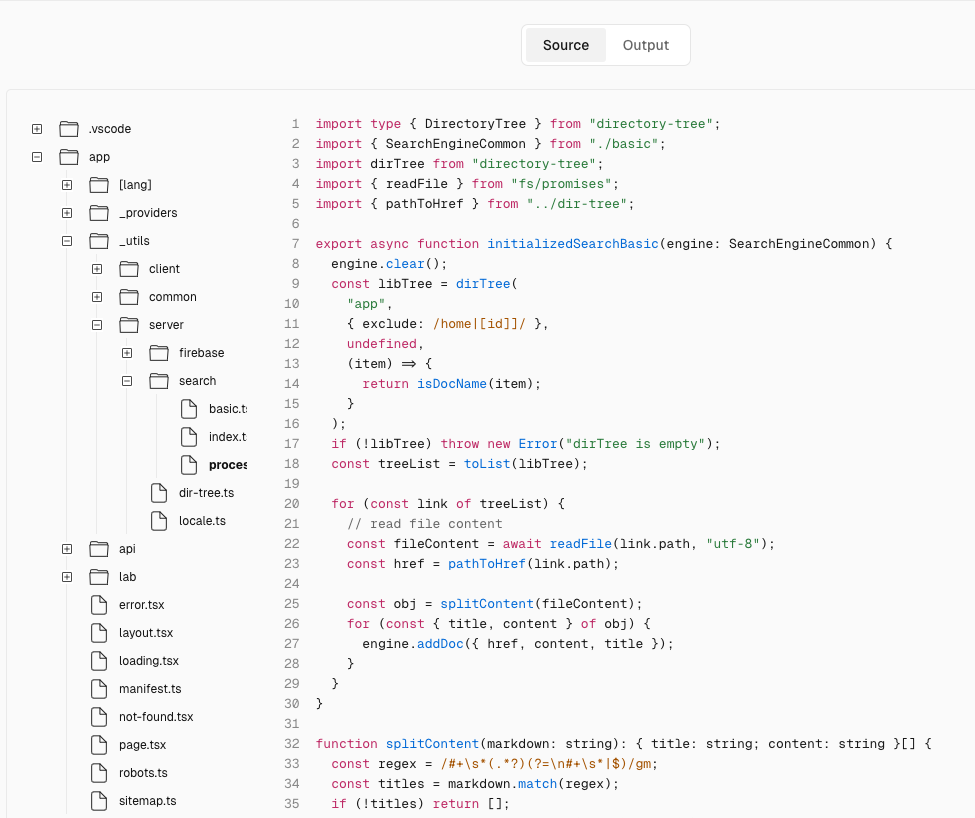 Source Output
.vscode
app
[lang]
_providers
_utils
client
common
server
firebase
search
basic.ts
index.t
proces
dir-tree.ts
locale.ts
api
lab
error.tsx
layout.tsx
loading.tsx
manifest.ts
not-found.tsx
page.tsx
robots.ts
sitemap.ts
1 import type { DirectoryTree } from "directory-tree";
2 import { SearchEngineCommon } from "./basic";
3 import dirTree from "directory-tree";
4 import { readFile } from "fs/promises";
5 import { pathToHref } from "../dir-tree";
6
7 export async function initializedSearchBasic(engine: SearchEngineCommon) {
8   engine.clear();
9   const libTree = dirTree(
10     "app",
11     { exclude: /home|[id]]/ },
12     undefined,
13     (item) => {
14       return isDocName(item);
15     }
16   );
17   if (!libTree) throw new Error("dirTree is empty");
18   const treeList = toList(libTree);
19
20   for (const link of treeList) {
21     // read file content
22     const fileContent = await readFile(link.path, "utf-8");
23     const href = pathToHref(link.path);
24
25     const obj = splitContent(fileContent);
26     for (const { title, content } of obj) {
27       engine.addDoc({ href, content, title });
28     }
29   }
30 }
31
32 function splitContent(markdown: string): { title: string; content: string }[] {
33   const regex = /#+\s*(.*?)(?=\n#+\s*|$)/gm;
34   const titles = markdown.match(regex);
35   if (!titles) return [];